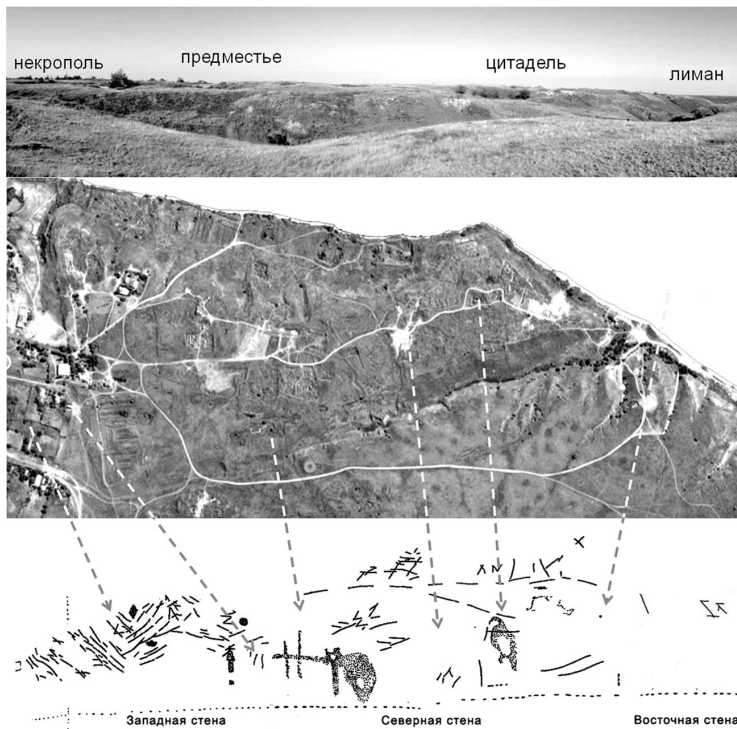 некрополь
предместье
цитадель
лиман
Западная стена
Северная стена
Восточная стена